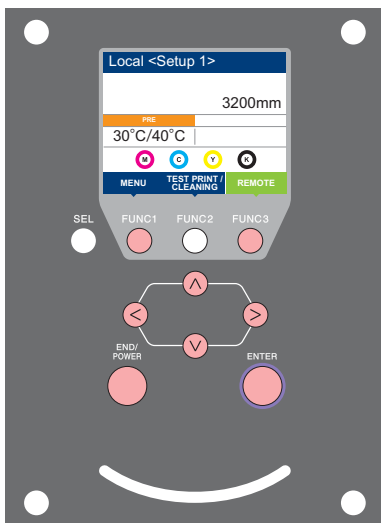 Local <Setup 1>
3200mm
PRE
30°C/40°C
M C Y K
MENU
TEST PRINT /
CLEANING
REMOTE
SEL
FUNC1
FUNC2
FUNC3
END/
POWER
ENTER